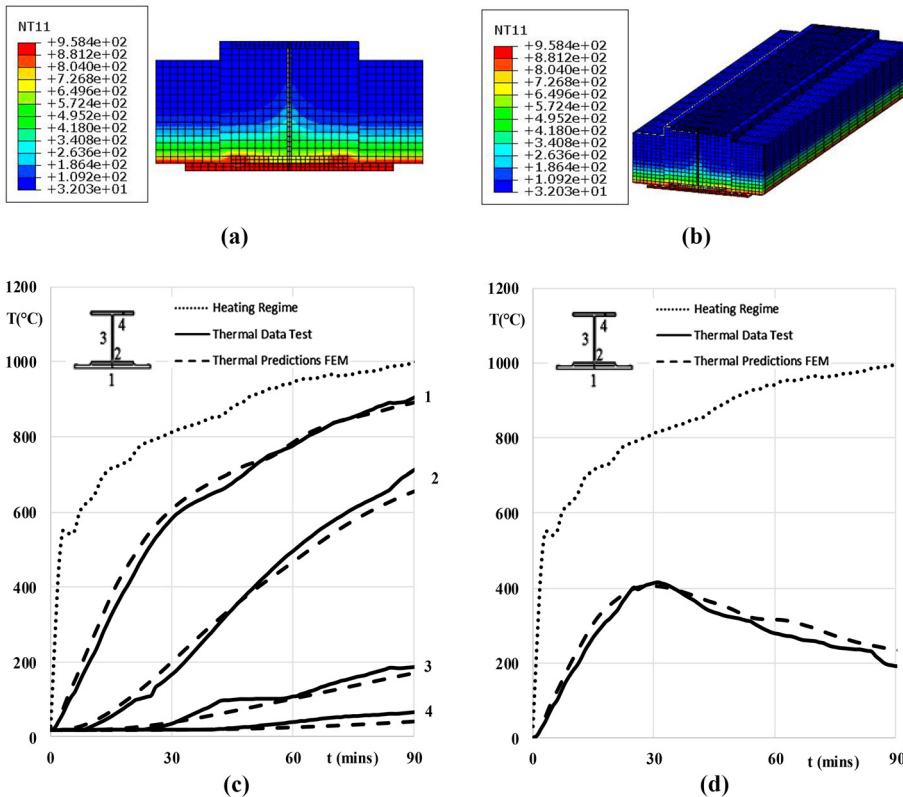 NT11
+9.584e+02
+8.812e+02
+8.040e+02
+7.268e+02
+6.496e+02
+5.724e+02
+4.952e+02
+4.180e+02
+3.408e+02
+2.636e+02
+1.864e+02
+1.092e+02
+3.203e+01
(a)
NT11
+9.584e+02
+8.812e+02
+8.040e+02
+7.268e+02
+6.496e+02
+5.724e+02
+4.952e+02
+4.180e+02
+3.408e+02
+2.636e+02
+1.864e+02
+1.092e+02
+3.203e+01
(b)
1200
T(°C)
1000
800
600
400
200
0
4
3
2
1
Heating Regime
Thermal Data Test
Thermal Predictions FEM
1
2
3
4
0
30
60
t (mins)
90
(c)
1200
T(°C)
1000
800
600
400
200
0
4
3
2
1
Heating Regime
Thermal Data Test
Thermal Predictions FEM
0
30
60
t (mins)
90
(d)